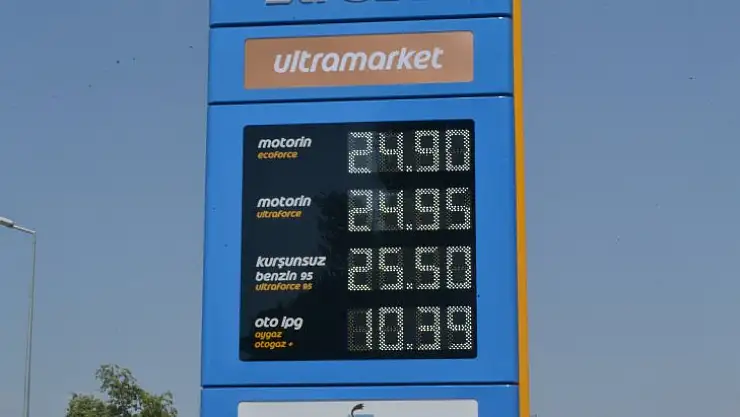 ultramarket
motorin
ecoforce
24.90
motorin
ultraforce
24.95
kurşunsuz
benzin 95
ultraforce 95
25.50
oto lpg
aygaz
otogaz +
10.39